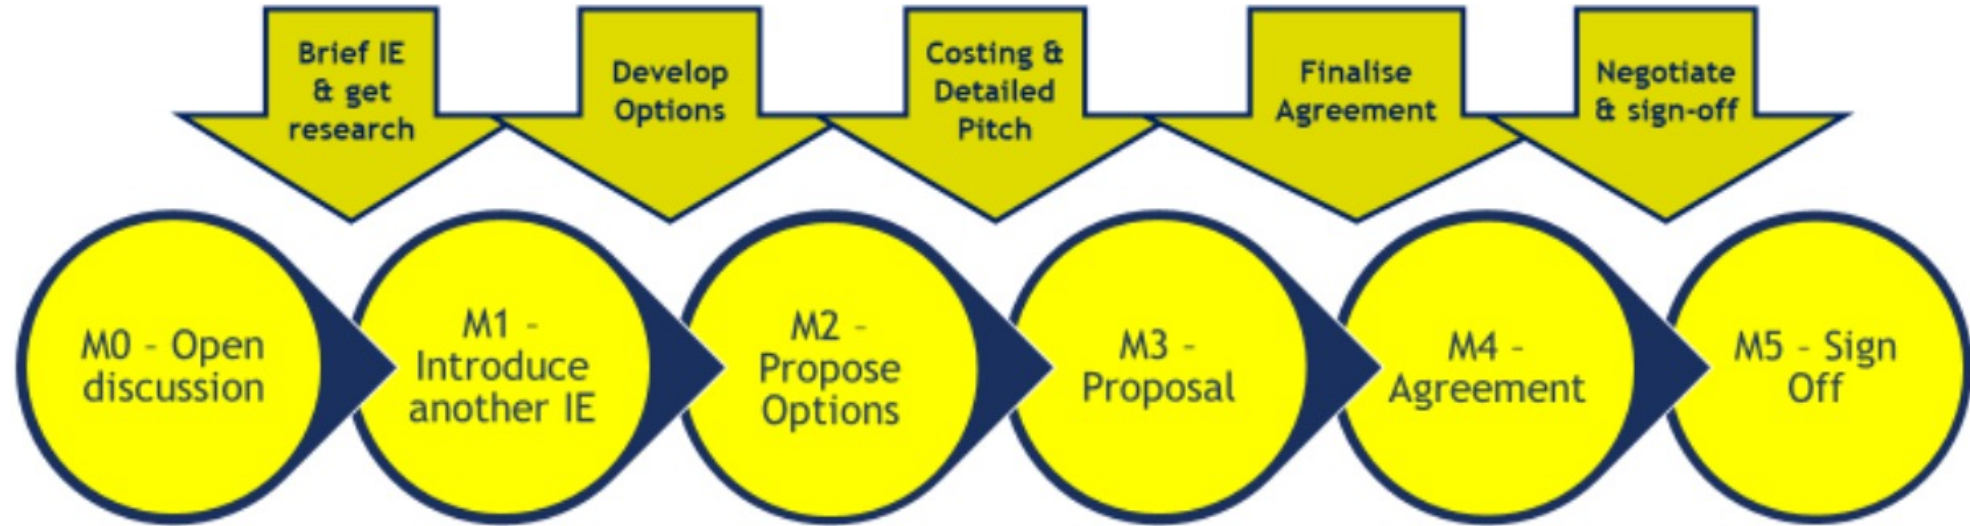 Brief IE
& get
research
Develop
Options
Costing &
Detailed
Pitch
Finalise
Agreement
Negotiate
& sign-off
M0 - Open
discussion
M1 -
Introduce
another IE
M2 -
Propose
Options
M3 -
Proposal
M4 -
Agreement
M5 - Sign
Off